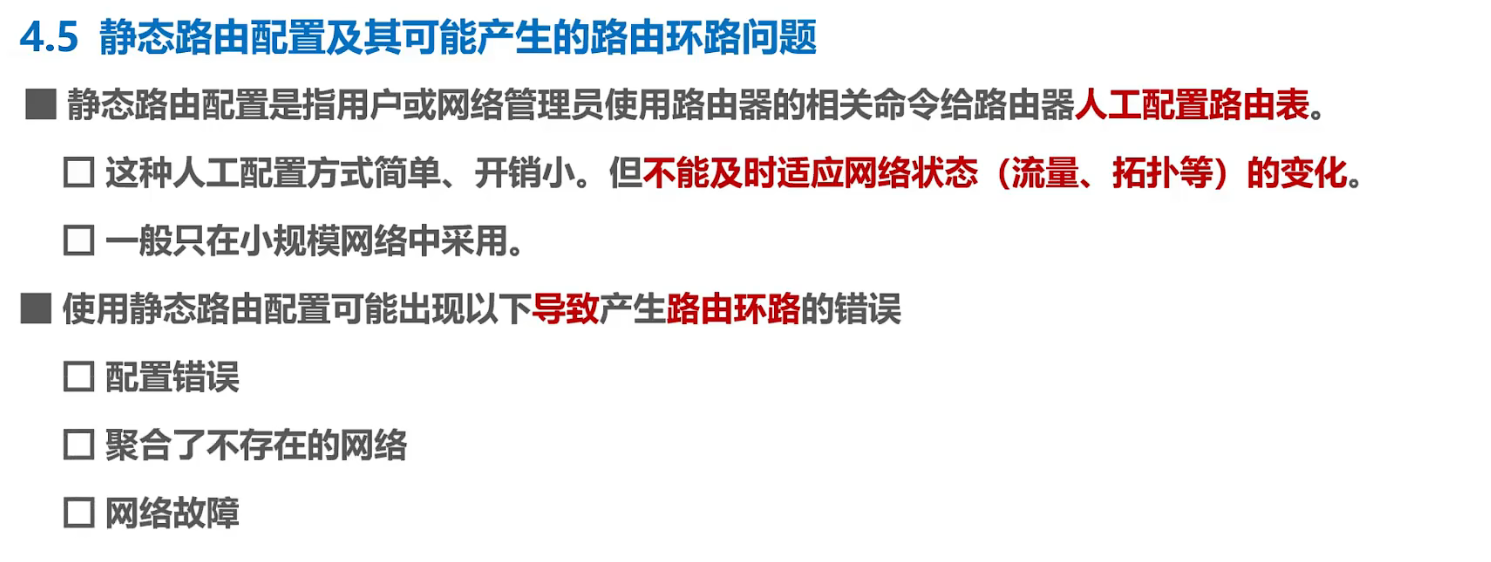 4.5 静态路由配置及其可能产生的路由环路问题
■ 静态路由配置是指用户或网络管理员使用路由器的相关命令给路由器人工配置路由表。
□ 这种人工配置方式简单、开销小。但不能及时适应网络状态（流量、拓扑等）的变化。
□ 一般只在小规模网络中采用。
■ 使用静态路由配置可能出现以下导致产生路由环路的错误
□ 配置错误
□ 聚合了不存在的网络
□ 网络故障